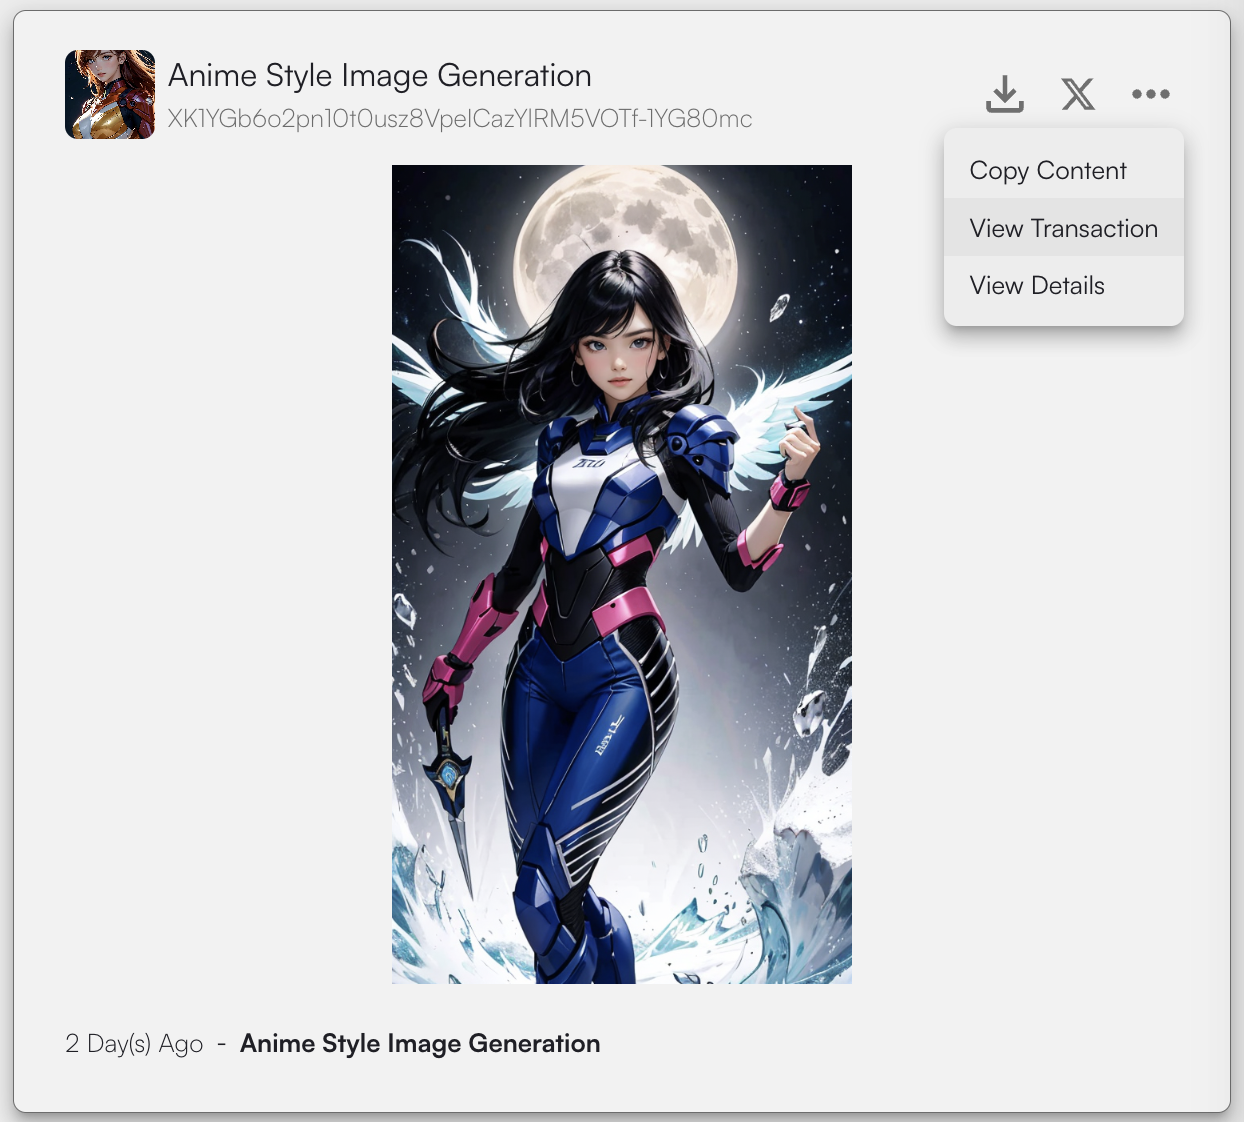 Anime Style Image Generation
XK1YGb6o2pn10t0usz8VpelCazYIRM5VOTf-1YG80mc
Copy Content
View Transaction
View Details
2 Day(s) Ago - Anime Style Image Generation